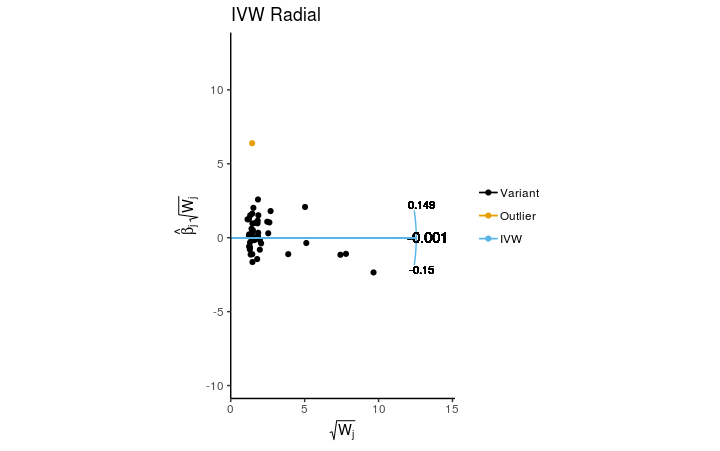 IVW Radial
10
5
0
-5
-10
β̂j√Wj
0
5
10
15
√Wj
0.149
-0.001
-0.15
Variant
Outlier
IVW